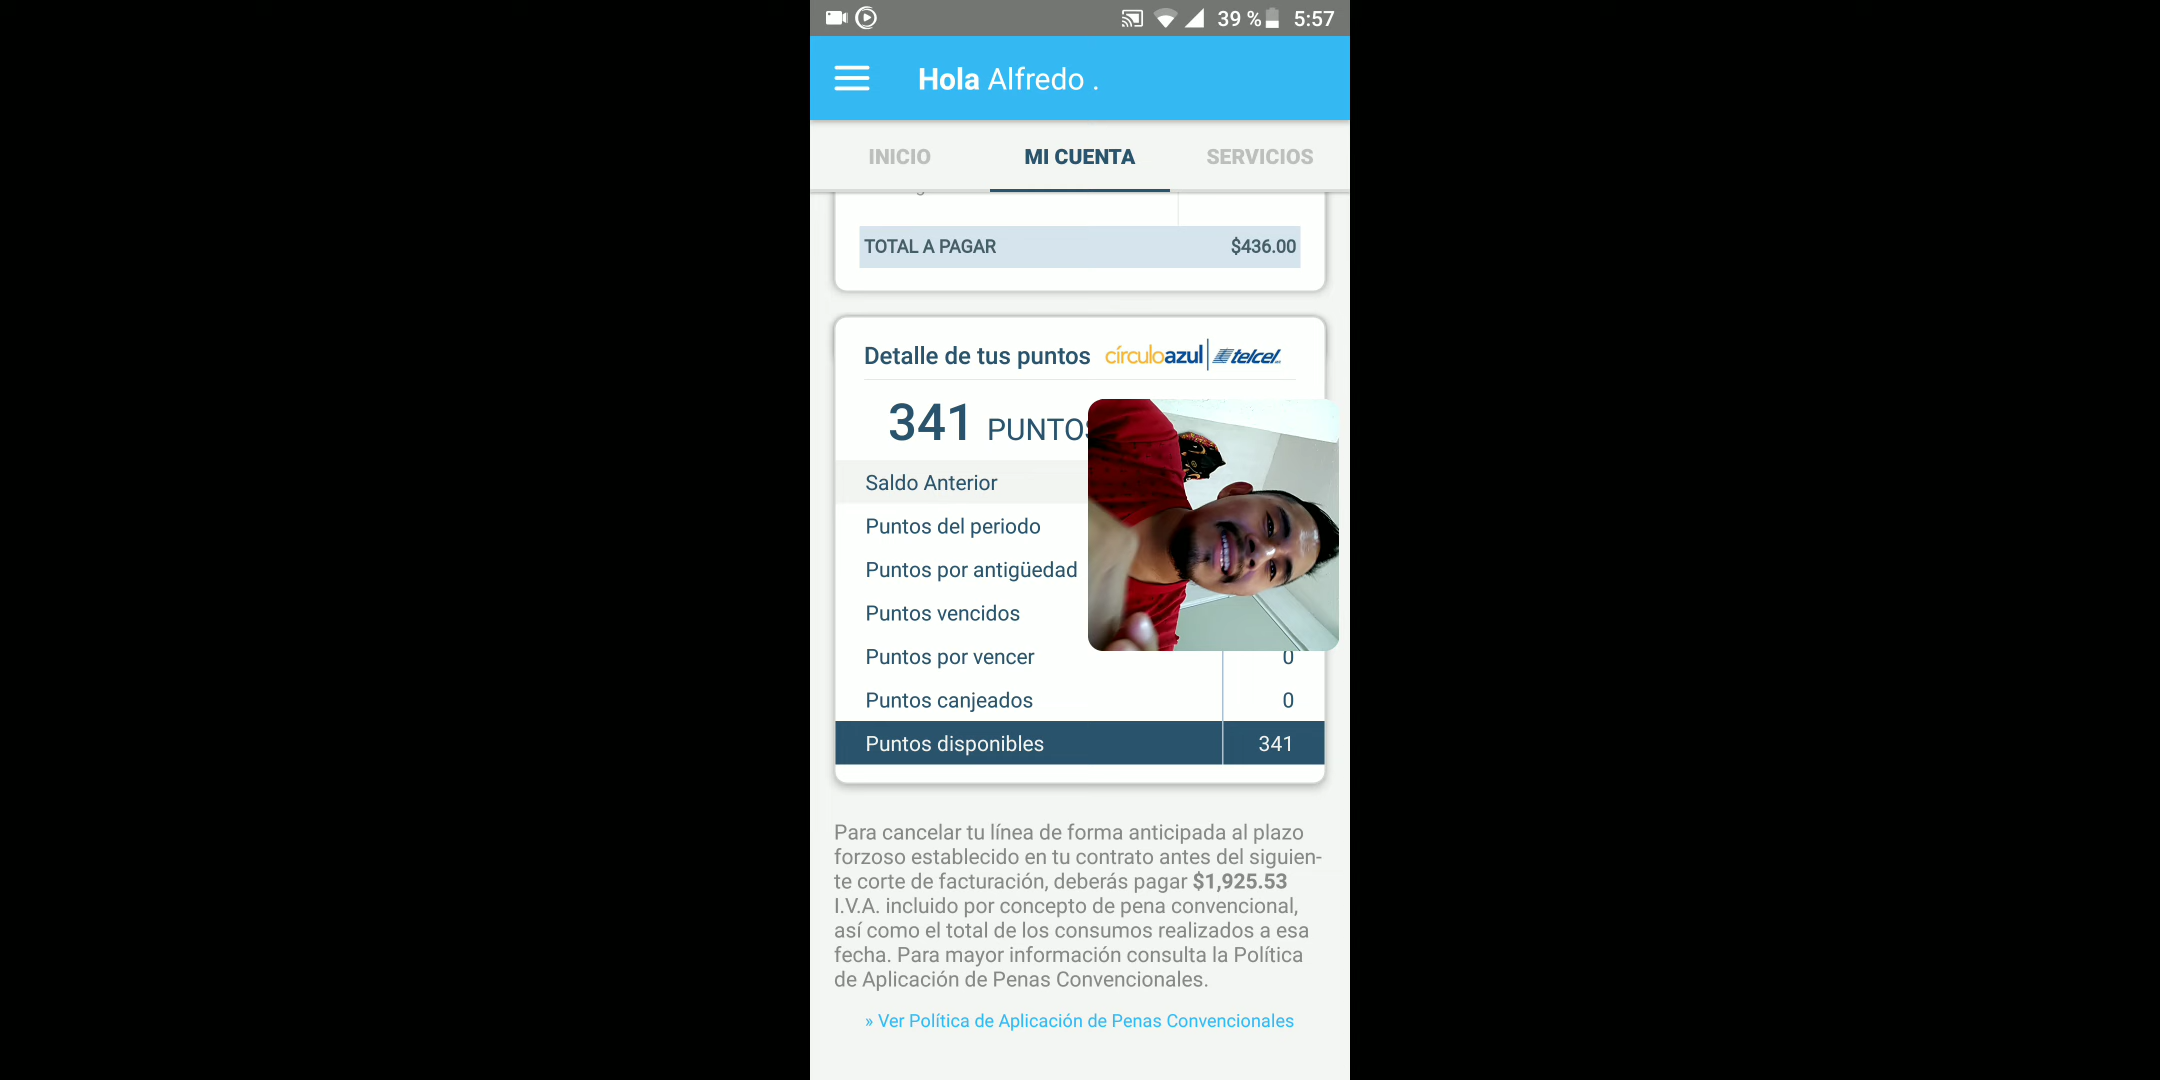 39 % 5:57
Hola Alfredo .
INICIO MI CUENTA SERVICIOS
TOTAL A PAGAR $436.00
Detalle de tus puntos círculoazul telcel
341 PUNTOS
Saldo Anterior
Puntos del periodo
Puntos por antigüedad
Puntos vencidos
Puntos por vencer 0
Puntos canjeados 0
Puntos disponibles 341
Para cancelar tu línea de forma anticipada al plazo
forzoso establecido en tu contrato antes del siguien-
te corte de facturación, deberás pagar $1,925.53
I.V.A. incluido por concepto de pena convencional,
así como el total de los consumos realizados a esa
fecha. Para mayor información consulta la Política
de Aplicación de Penas Convencionales.
» Ver Política de Aplicación de Penas Convencionales